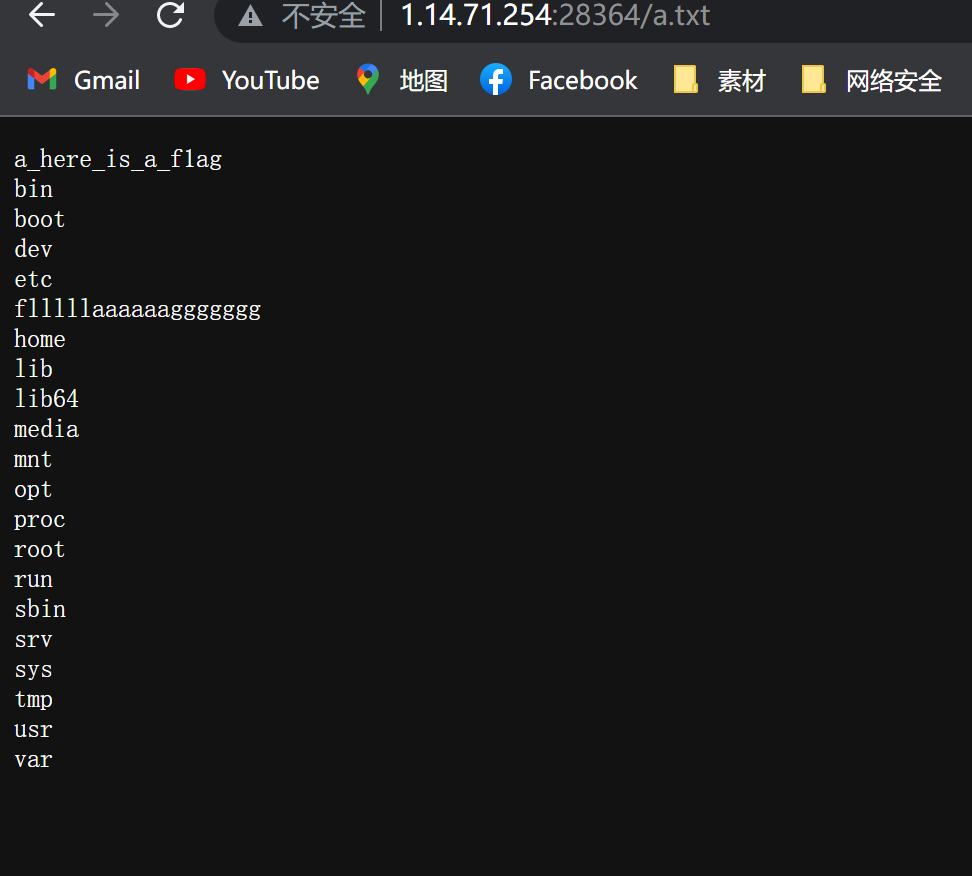 不安全 1.14.71.254:28364/a.txt
Gmail YouTube 地图 Facebook 素材 网络安全
a_here_is_a_f1ag
bin
boot
dev
etc
flllllaaaaaaggggggg
home
lib
lib64
media
mnt
opt
proc
root
run
sbin
srv
sys
tmp
usr
var